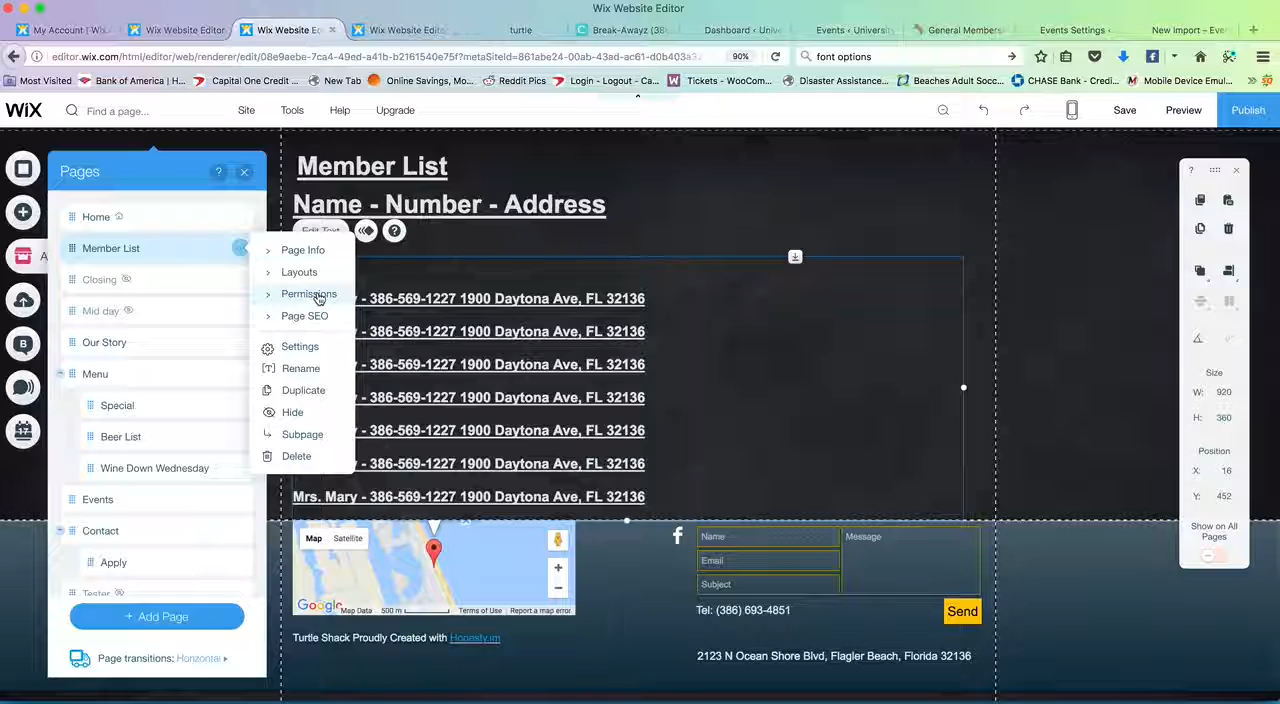 Wix Website Editor
My Account | Wix.
Wix Website Editor
Wix Website Ec
Wix Website Edito
turtle
Break-Awayz (38
Dashboard ‹ Unive
Events ‹ Universit
General Members
Events Settings ‹
New Import – Eve
editor.wix.com/html/editor/web/renderer/edit/08e9aebe-7ca4-49ed-a41b-b2161540e75f?metaSiteId=861abe24-00ab-43ad-ac61-d0b403a3
90%
font options
Most Visited
Bank of America | H...
Capital One Credit ...
New Tab
Online Savings, Mo...
Reddit Pics
Login - Logout - Ca...
Tickets - WooCom...
Disaster Assistance...
Beaches Adult Socc...
CHASE Bank - Credi...
Mobile Device Emul...
WiX
Find a page...
Site
Tools
Help
Upgrade
Save
Preview
Publish
Pages
?
Home
Member List
Closing
Mid day
Our Story
Menu
Special
Beer List
Wine Down Wednesday
Events
Contact
Apply
Tester
+ Add Page
Page transitions: Horizontal
Page Info
Layouts
Permissions
Page SEO
Settings
Rename
Duplicate
Hide
Subpage
Delete
Member List
Name - Number - Address
Edit Text
?
y - 386-569-1227 1900 Daytona Ave, FL 32136
y - 386-569-1227 1900 Daytona Ave, FL 32136
y - 386-569-1227 1900 Daytona Ave, FL 32136
y - 386-569-1227 1900 Daytona Ave, FL 32136
y - 386-569-1227 1900 Daytona Ave, FL 32136
y - 386-569-1227 1900 Daytona Ave, FL 32136
Mrs. Mary - 386-569-1227 1900 Daytona Ave, FL 32136
Map
Satellite
Google
Map Data
500 m
Terms of Use
Report a map error
Turtle Shack Proudly Created with Honesty.im
Name
Email
Subject
Message
Tel: (386) 693-4851
Send
2123 N Ocean Shore Blvd, Flagler Beach, Florida 32136
?
Size
W: 920
H: 360
Position
X: 16
Y: 452
Show on All
Pages